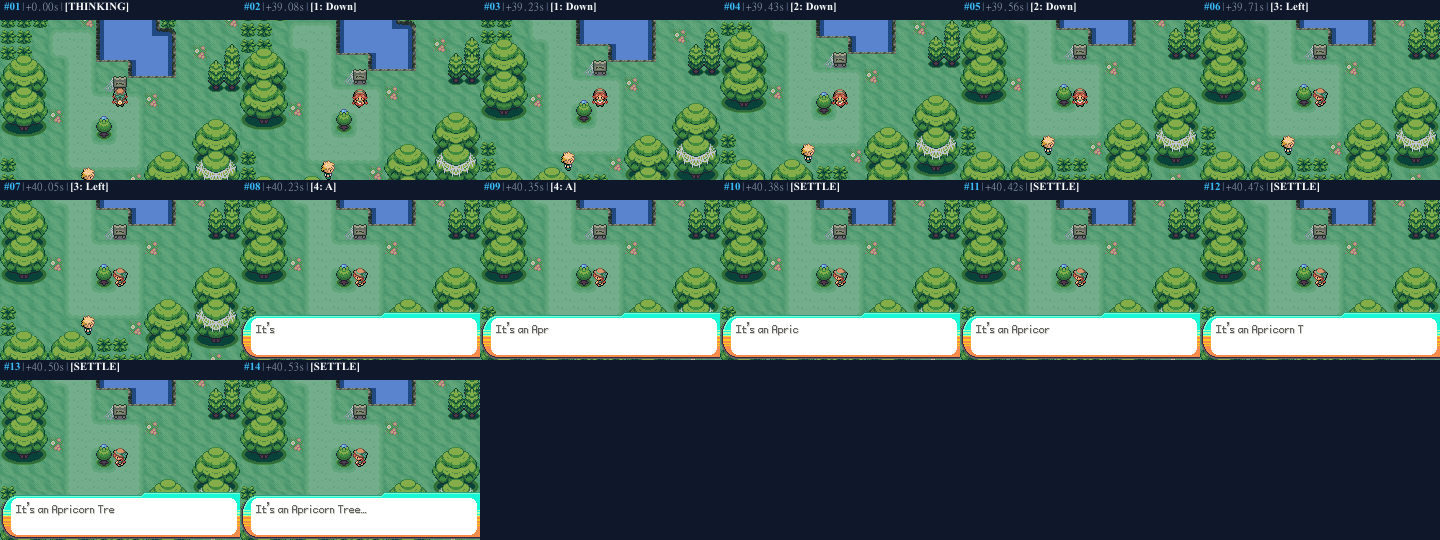 #01 | +0.00s | [THINKING]
#02 | +39.08s | [1: Down]
#03 | +39.23s | [1: Down]
#04 | +39.43s | [2: Down]
#05 | +39.56s | [2: Down]
#06 | +39.71s | [3: Left]
#07 | +40.05s | [3: Left]
#08 | +40.23s | [4: A]
#09 | +40.35s | [4: A]
#10 | +40.38s | [SETTLE]
#11 | +40.42s | [SETTLE]
#12 | +40.47s | [SETTLE]
It's
It's an Apr
It's an Apric
It's an Apricor
It's an Apricorn T
#13 | +40.50s | [SETTLE]
#14 | +40.53s | [SETTLE]
It's an Apricorn Tre
It's an Apricorn Tree...